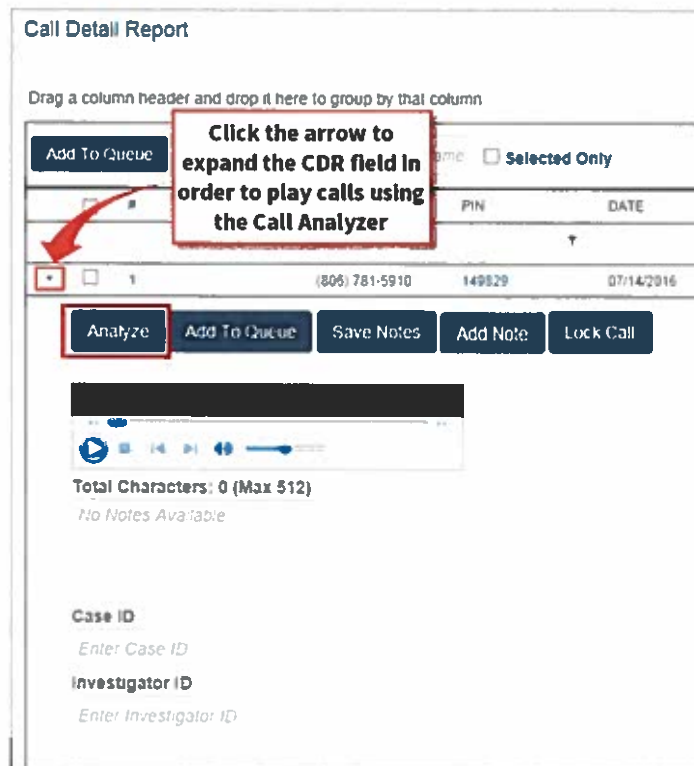 Call Detail Report
Drag a column header and drop it here to group by that column
Click the arrow to
expand the CDR field in
order to play calls using
the Call Analyzer
Add To Queue
Selected Only
# PIN DATE
1 (806) 781-5910 149829 07/14/2016
Analyze Add To Queue Save Notes Add Note Lock Call
Total Characters: 0 (Max 512)
No Notes Available
Case ID
Enter Case ID
Investigator ID
Enter Investigator ID